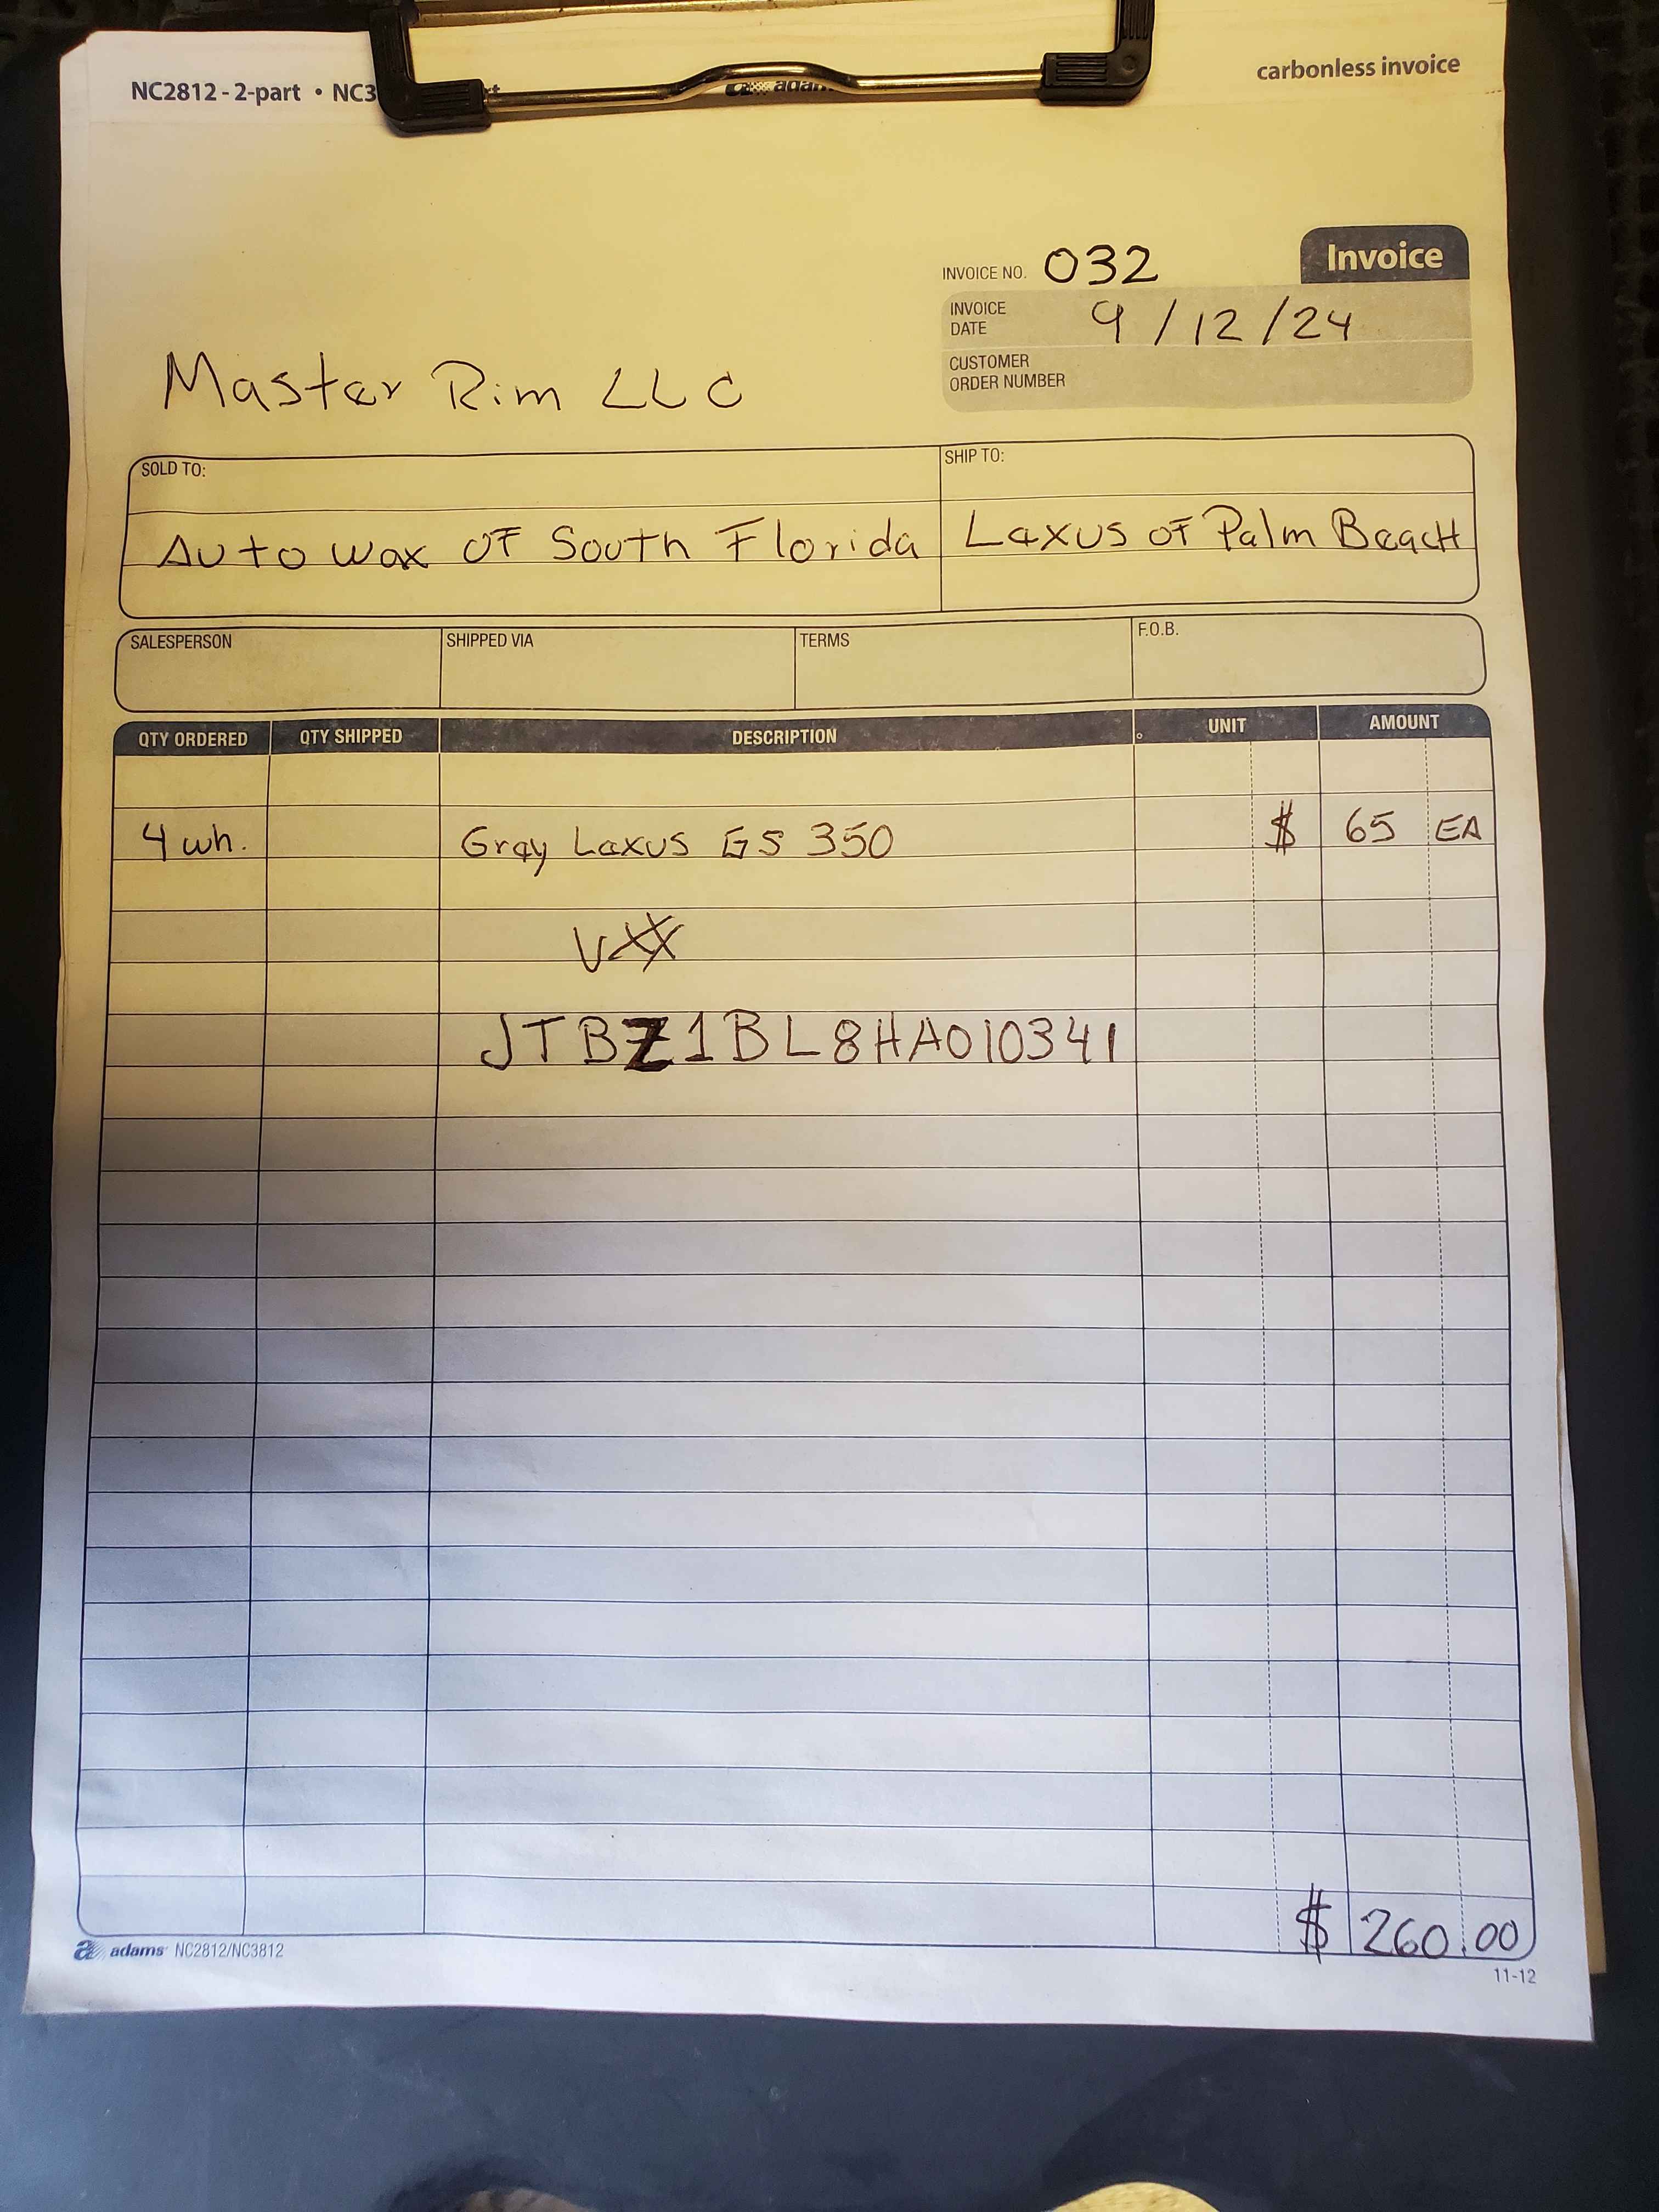 NC2812 - 2-part • NC3
carbonless invoice
Invoice
INVOICE NO. 032
INVOICE DATE 9/12/24
CUSTOMER ORDER NUMBER
Master Rim LLC
SOLD TO:
SHIP TO:
Auto wax of South Florida
Lexus of Palm Beach
SALESPERSON SHIPPED VIA TERMS F.O.B.
QTY ORDERED QTY SHIPPED DESCRIPTION UNIT AMOUNT
4 wh. Gray Lexus GS 350 $ 65 EA
JTBZ1BL8HA010341
$ 260.00
adams NC2812/NC3812
11-12